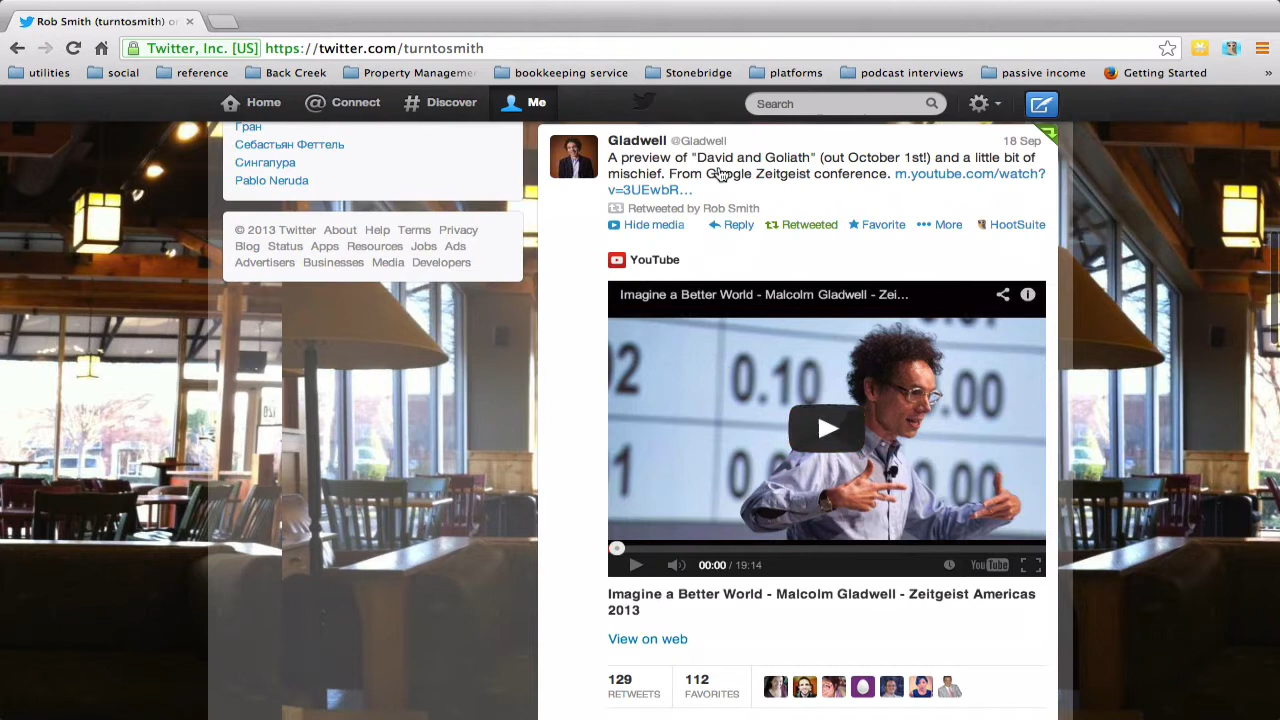 Rob Smith (turntosmith) o
Twitter, Inc. [US] https://twitter.com/turntosmith
utilities social reference Back Creek Property Managemer bookkeeping service Stonebridge platforms podcast interviews passive income Getting Started »
Home Connect Discover Me Search
Гран
Себастьян Феттель
Сингапура
Pablo Neruda
© 2013 Twitter About Help Terms Privacy
Blog Status Apps Resources Jobs Ads
Advertisers Businesses Media Developers
Gladwell @Gladwell 18 Sep
A preview of "David and Goliath" (out October 1st!) and a little bit of
mischief. From Google Zeitgeist conference. m.youtube.com/watch?
v=3UEwbR…
Retweeted by Rob Smith
Hide media Reply Retweeted Favorite More HootSuite
YouTube
Imagine a Better World - Malcolm Gladwell - Zei...
02 0.10 .00
1
00:00 / 19:14 YouTube
Imagine a Better World - Malcolm Gladwell - Zeitgeist Americas
2013
View on web
129 112
RETWEETS FAVORITES